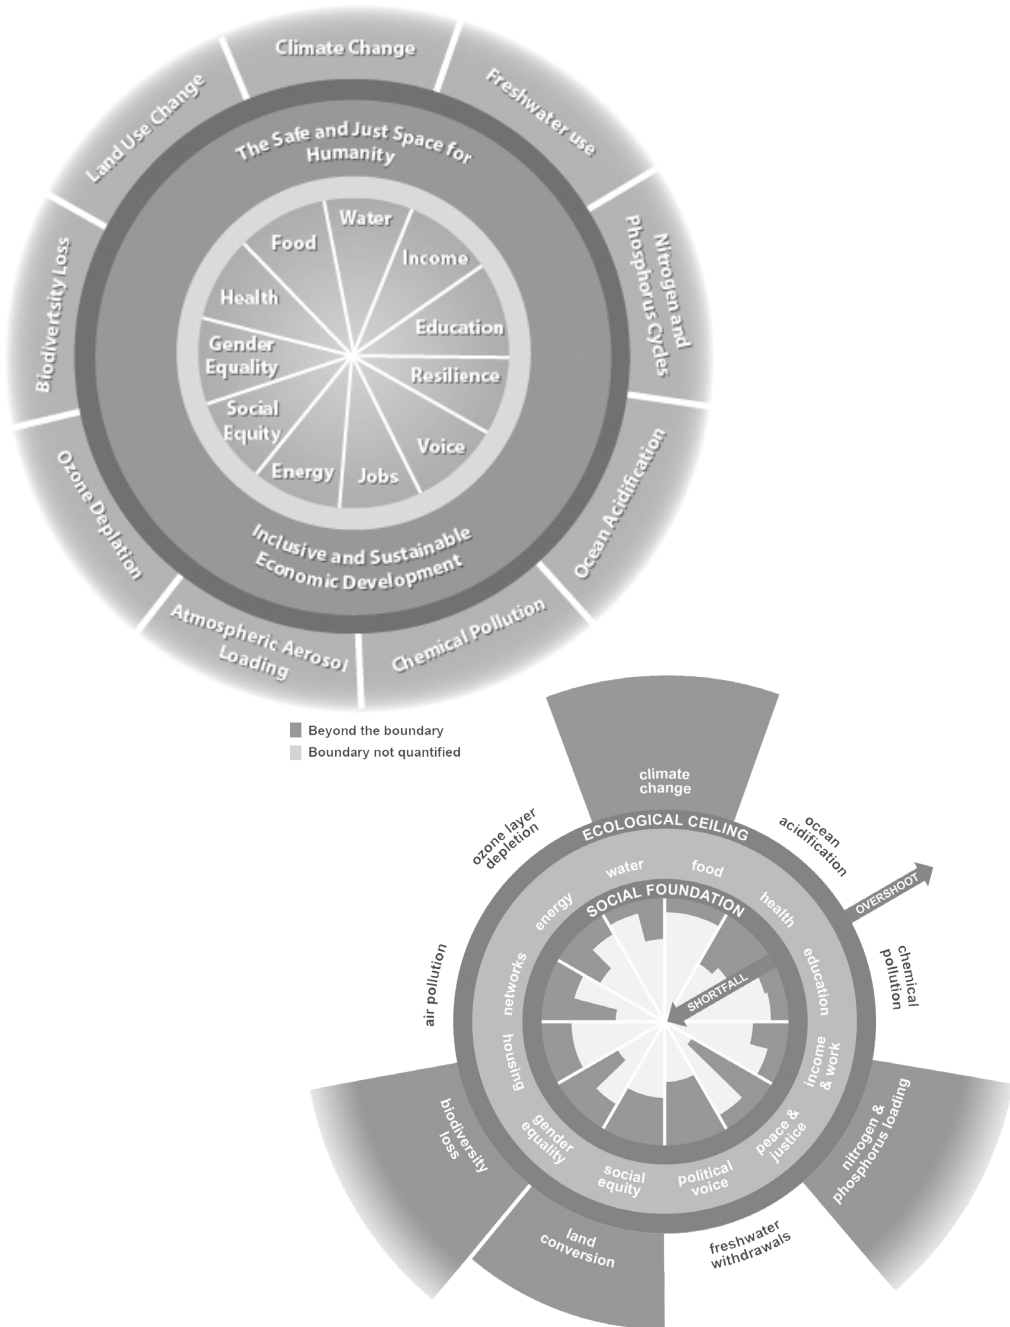 Climate Change
Freshwater use
Nitrogen and
Phosphorus Cycles
Ocean Acidification
Chemical Pollution
Atmospheric Aerosol
Loading
Ozone Deplation
Biodivertsity Loss
Land Use Change
The Safe and Just Space for
Humanity
Water
Income
Education
Resilience
Voice
Jobs
Energy
Social
Equity
Gender
Equality
Health
Food
Inclusive and Sustainable
Economic Development
Beyond the boundary
Boundary not quantified
climate
change
ocean
acidification
chemical
pollution
nitrogen &
phosphorus loading
freshwater
withdrawals
land
conversion
biodiversity
loss
air pollution
ozone layer
depletion
ECOLOGICAL CEILING
OVERSHOOT
water
food
health
education
income
& work
peace &
justice
political
voice
social
equity
gender
equality
housing
networks
energy
SOCIAL FOUNDATION
SHORTFALL